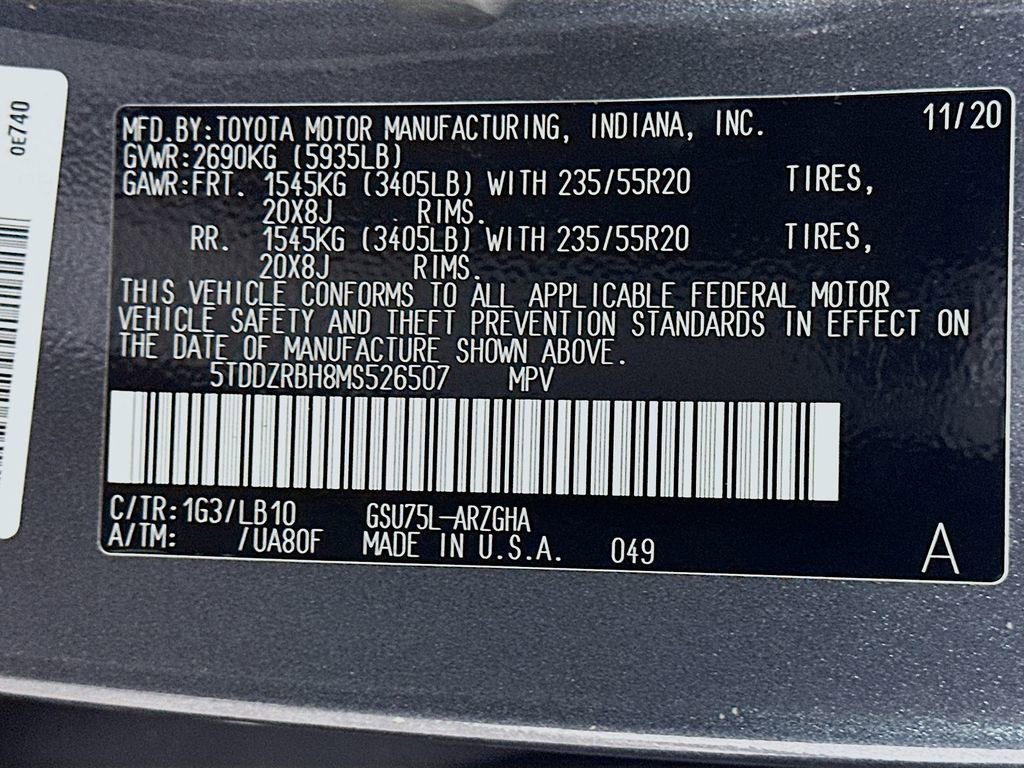 0E740
MFD.BY:TOYOTA MOTOR MANUFACTURING, INDIANA, INC. 11/20
GVWR:2690KG (5935LB)
GAWR:FRT. 1545KG (3405LB) WITH 235/55R20 TIRES,
20X8J RIMS.
RR. 1545KG (3405LB) WITH 235/55R20 TIRES,
20X8J RIMS.
THIS VEHICLE CONFORMS TO ALL APPLICABLE FEDERAL MOTOR
VEHICLE SAFETY AND THEFT PREVENTION STANDARDS IN EFFECT ON
THE DATE OF MANUFACTURE SHOWN ABOVE.
5TDDZRBH8MS526507 MPV
C/TR:1G3/LB10 GSU75L-ARZGHA
A/TM: /UA80F MADE IN U.S.A. 049 A